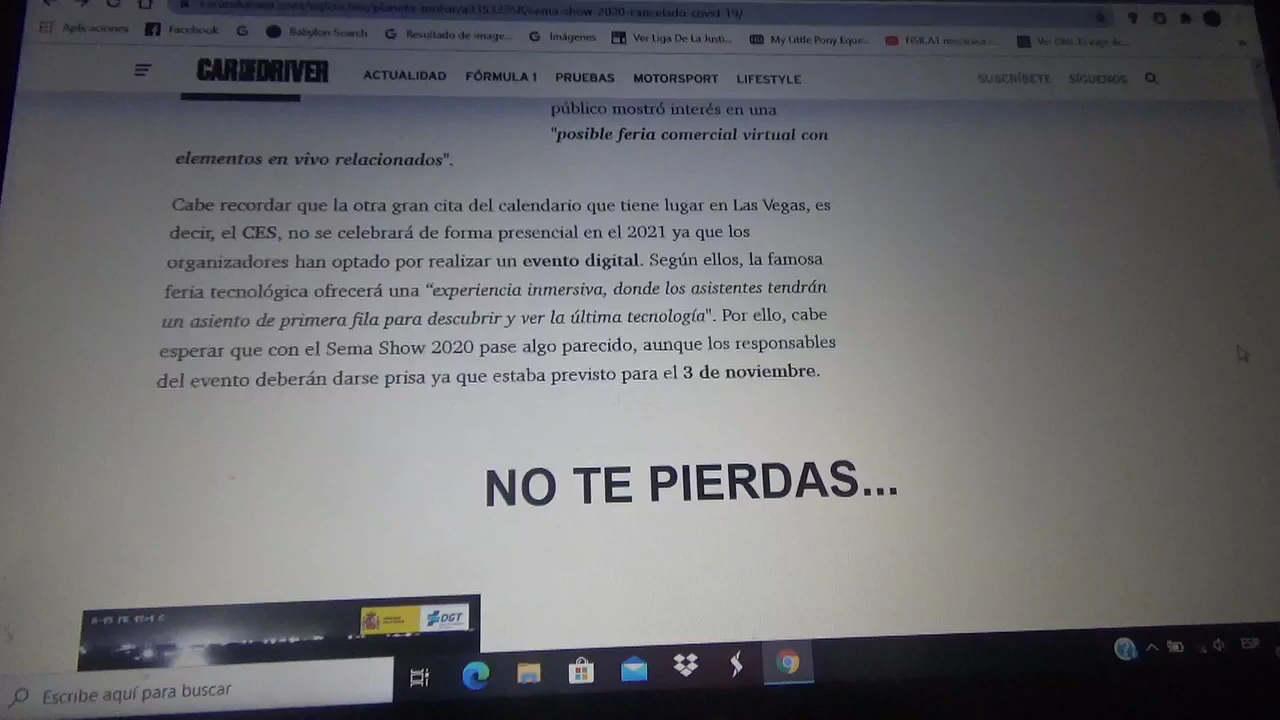 sema-show-2020-cancelado-covid-19/
Aplicaciones Facebook Babylon Search Resultado de image... Imágenes Ver Liga De La Justi... My Little Pony Eque...
CAR AND DRIVER ACTUALIDAD FÓRMULA 1 PRUEBAS MOTORSPORT LIFESTYLE SUSCRÍBETE SÍGUENOS
público mostró interés en una
"posible feria comercial virtual con
elementos en vivo relacionados".
Cabe recordar que la otra gran cita del calendario que tiene lugar en Las Vegas, es
decir, el CES, no se celebrará de forma presencial en el 2021 ya que los
organizadores han optado por realizar un evento digital. Según ellos, la famosa
feria tecnológica ofrecerá una “experiencia inmersiva, donde los asistentes tendrán
un asiento de primera fila para descubrir y ver la última tecnología". Por ello, cabe
esperar que con el Sema Show 2020 pase algo parecido, aunque los responsables
del evento deberán darse prisa ya que estaba previsto para el 3 de noviembre.
NO TE PIERDAS...
DGT
Escribe aquí para buscar
ESP